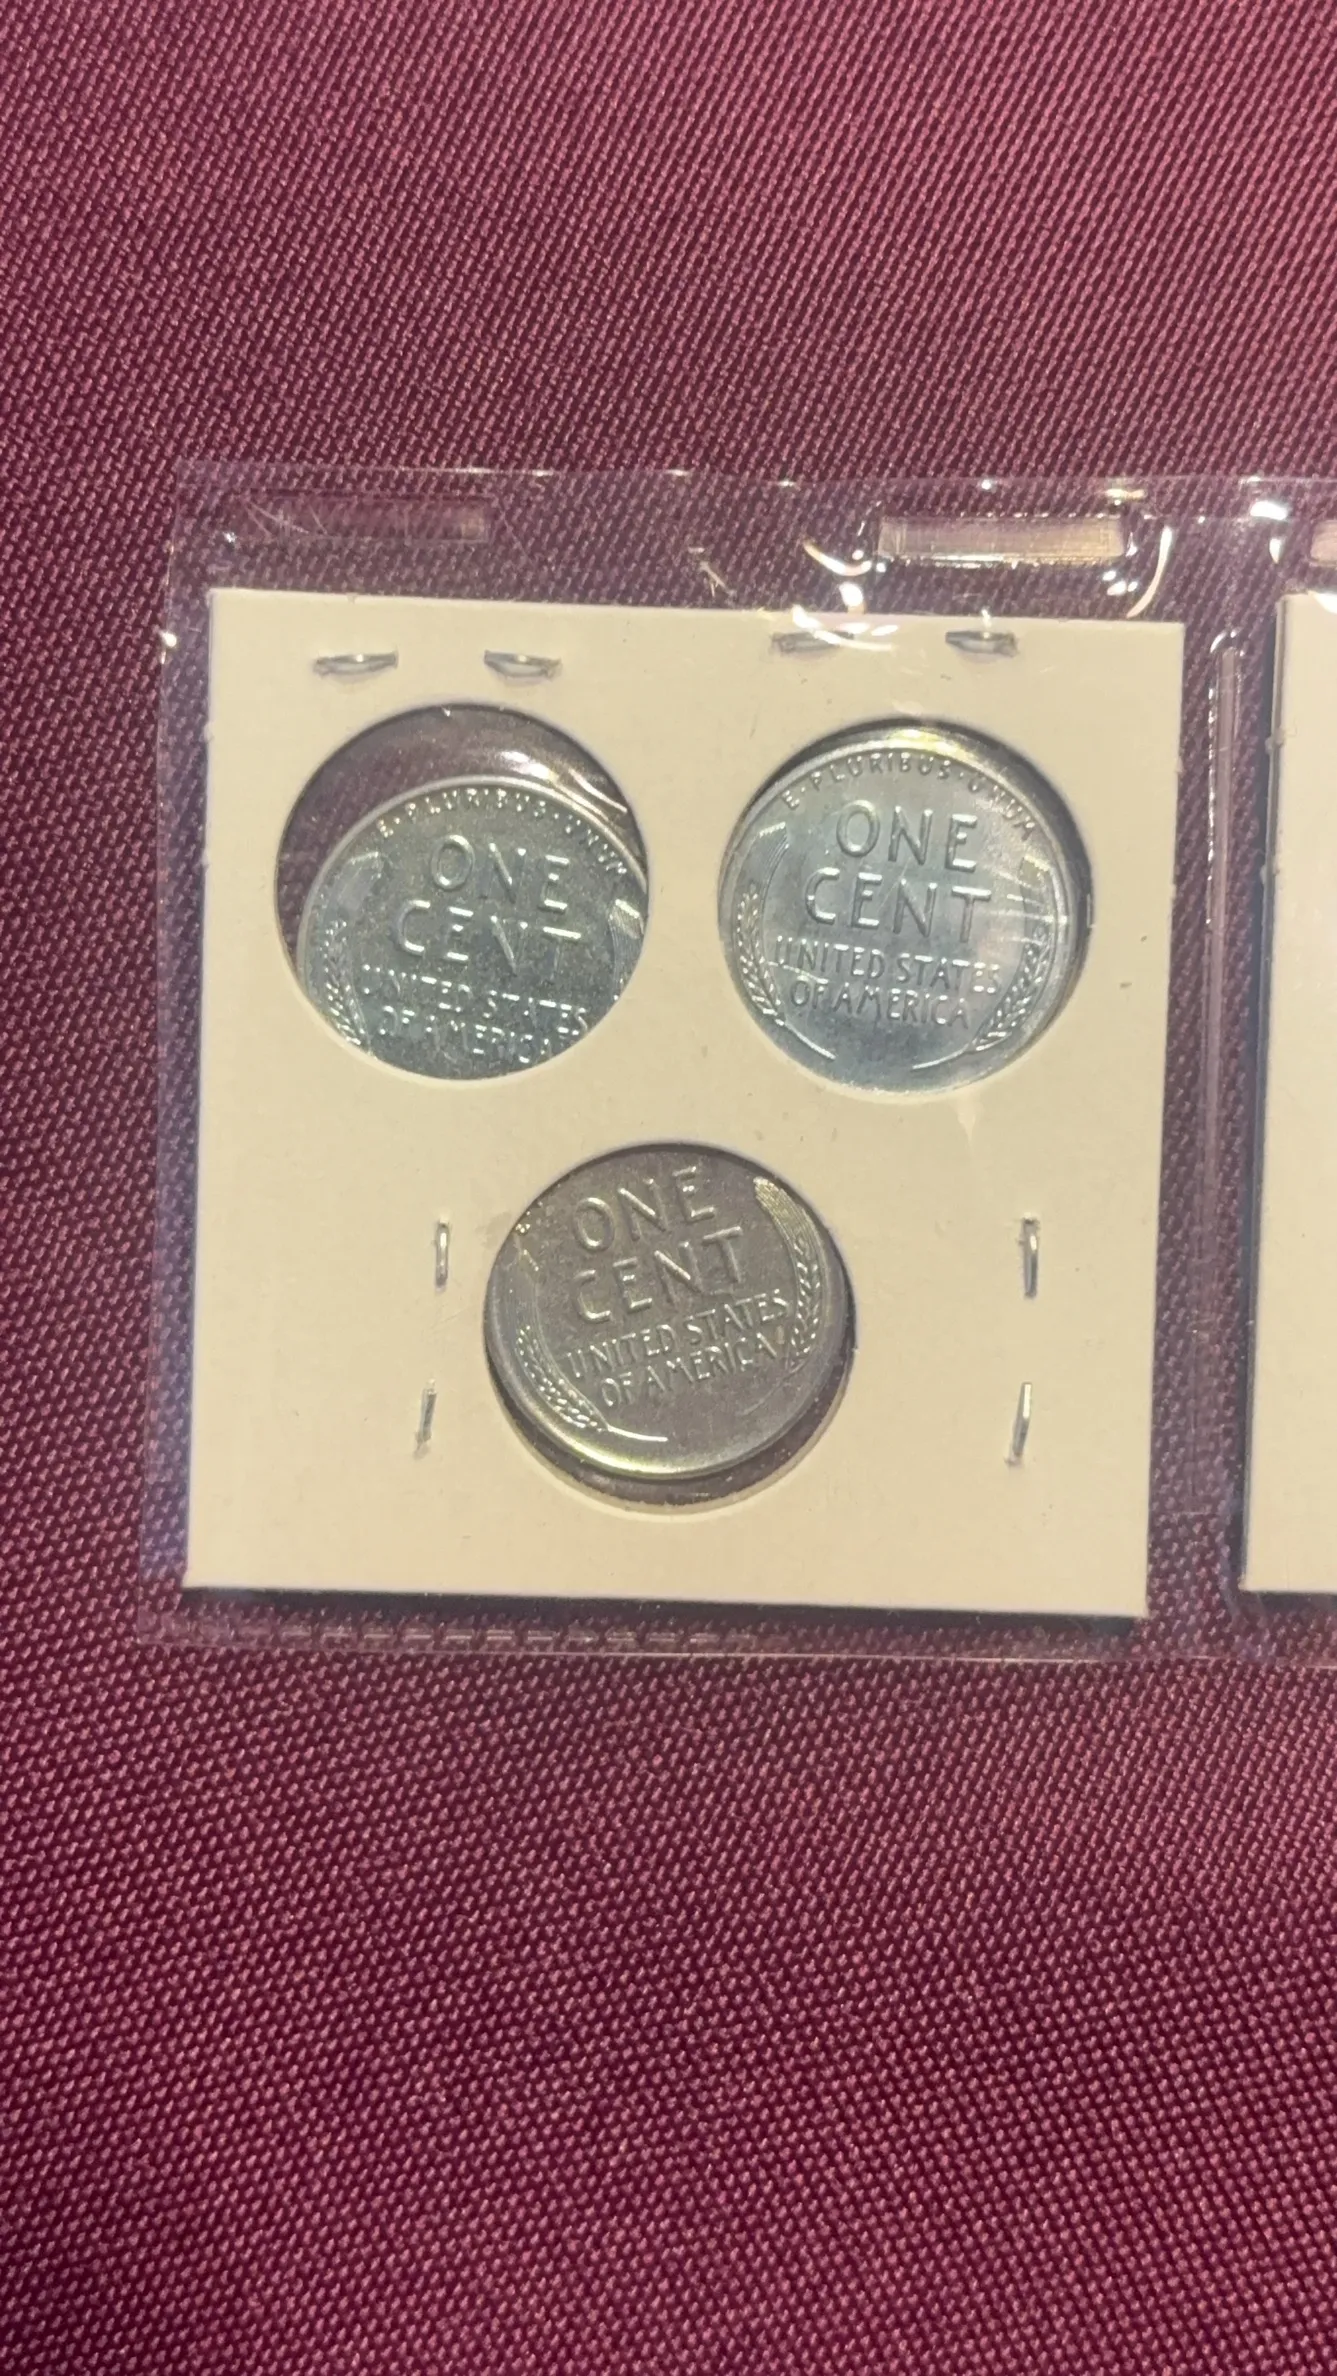 E·PLURIBUS·UNUM
ONE
CENT
UNITED STATES
OF AMERICA
E·PLURIBUS·UNUM
ONE
CENT
UNITED STATES
OF AMERICA
ONE
CENT
UNITED STATES
OF AMERICA